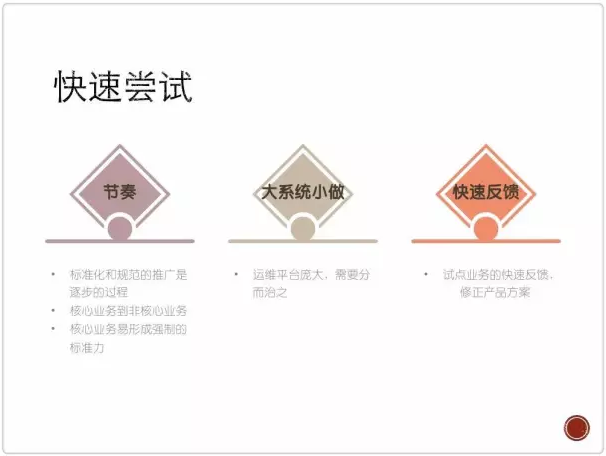 快速尝试
节奏
大系统小做
快速反馈
• 标准化和规范的推广是
逐步的过程
• 核心业务到非核心业务
• 核心业务易形成强制的
标准力
• 运维平台庞大，需要分
而治之
• 试点业务的快速反馈，
修正产品方案